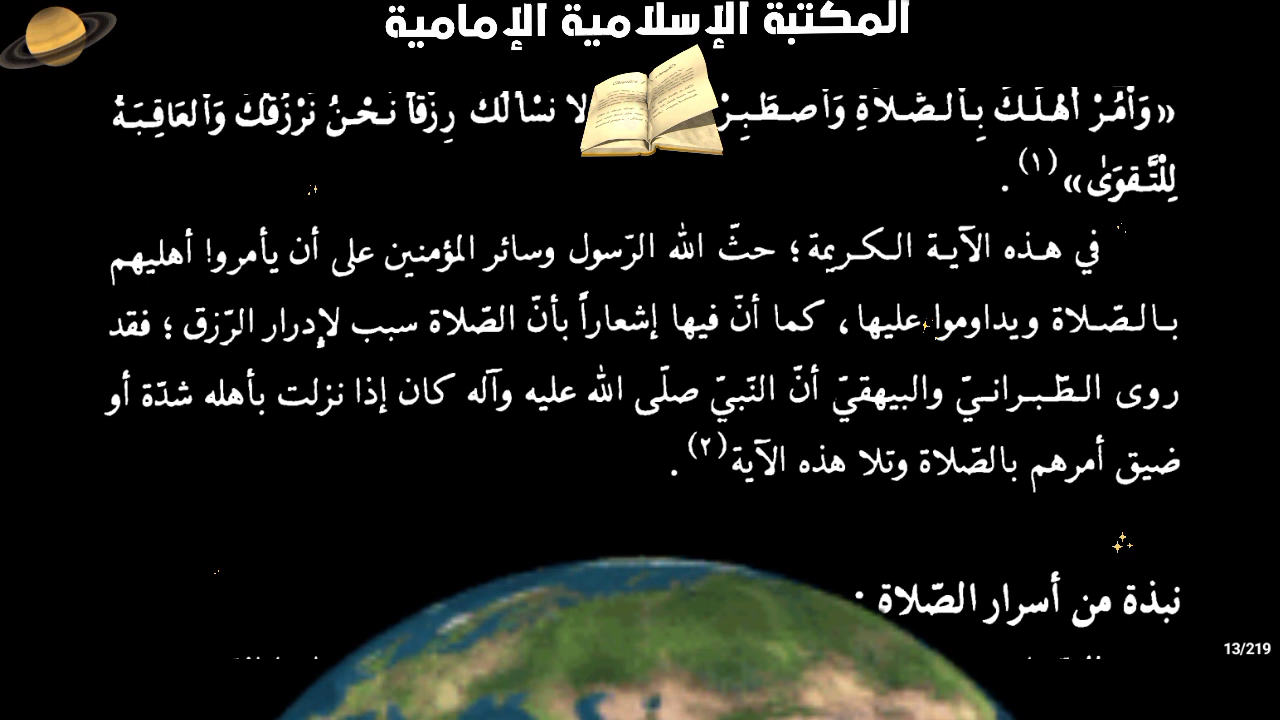 المكتبة الإسلامية الإمامية
«وَأْمُرْ أَهْلَكَ بِالصَّلَاةِ وَاصْطَبِرْ لا نَسْأَلُكَ رِزْقاً نَحْنُ نَرْزُقُكَ وَالعَاقِبَةُ
لِلْتَّقوَىٰ» (١) .
في هذه الآية الكريمة ؛ حثّ الله الرّسول وسائر المؤمنين على أن يأمروا أهليهم
بالصّلاة ويداوموا عليها ، كما أنّ فيها إشعاراً بأنّ الصّلاة سبب لإدرار الرّزق ؛ فقد
روى الطّبرانيّ والبيهقيّ أنّ النّبيّ صلّى الله عليه وآله كان إذا نزلت بأهله شدّة أو
ضيق أمرهم بالصّلاة وتلا هذه الآية (٢) .
نبذة من أسرار الصّلاة :
13/219